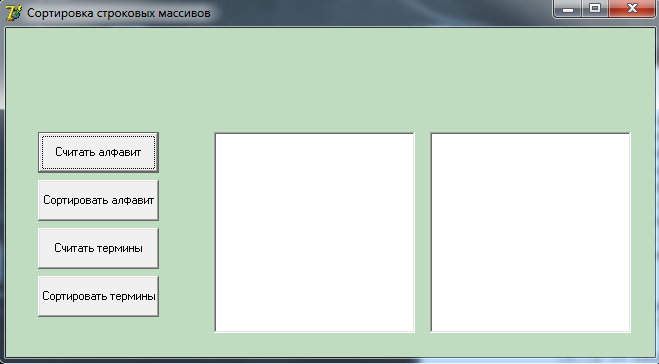 Сортировка строковых массивов
Считать алфавит
Сортировать алфавит
Считать термины
Сортировать термины